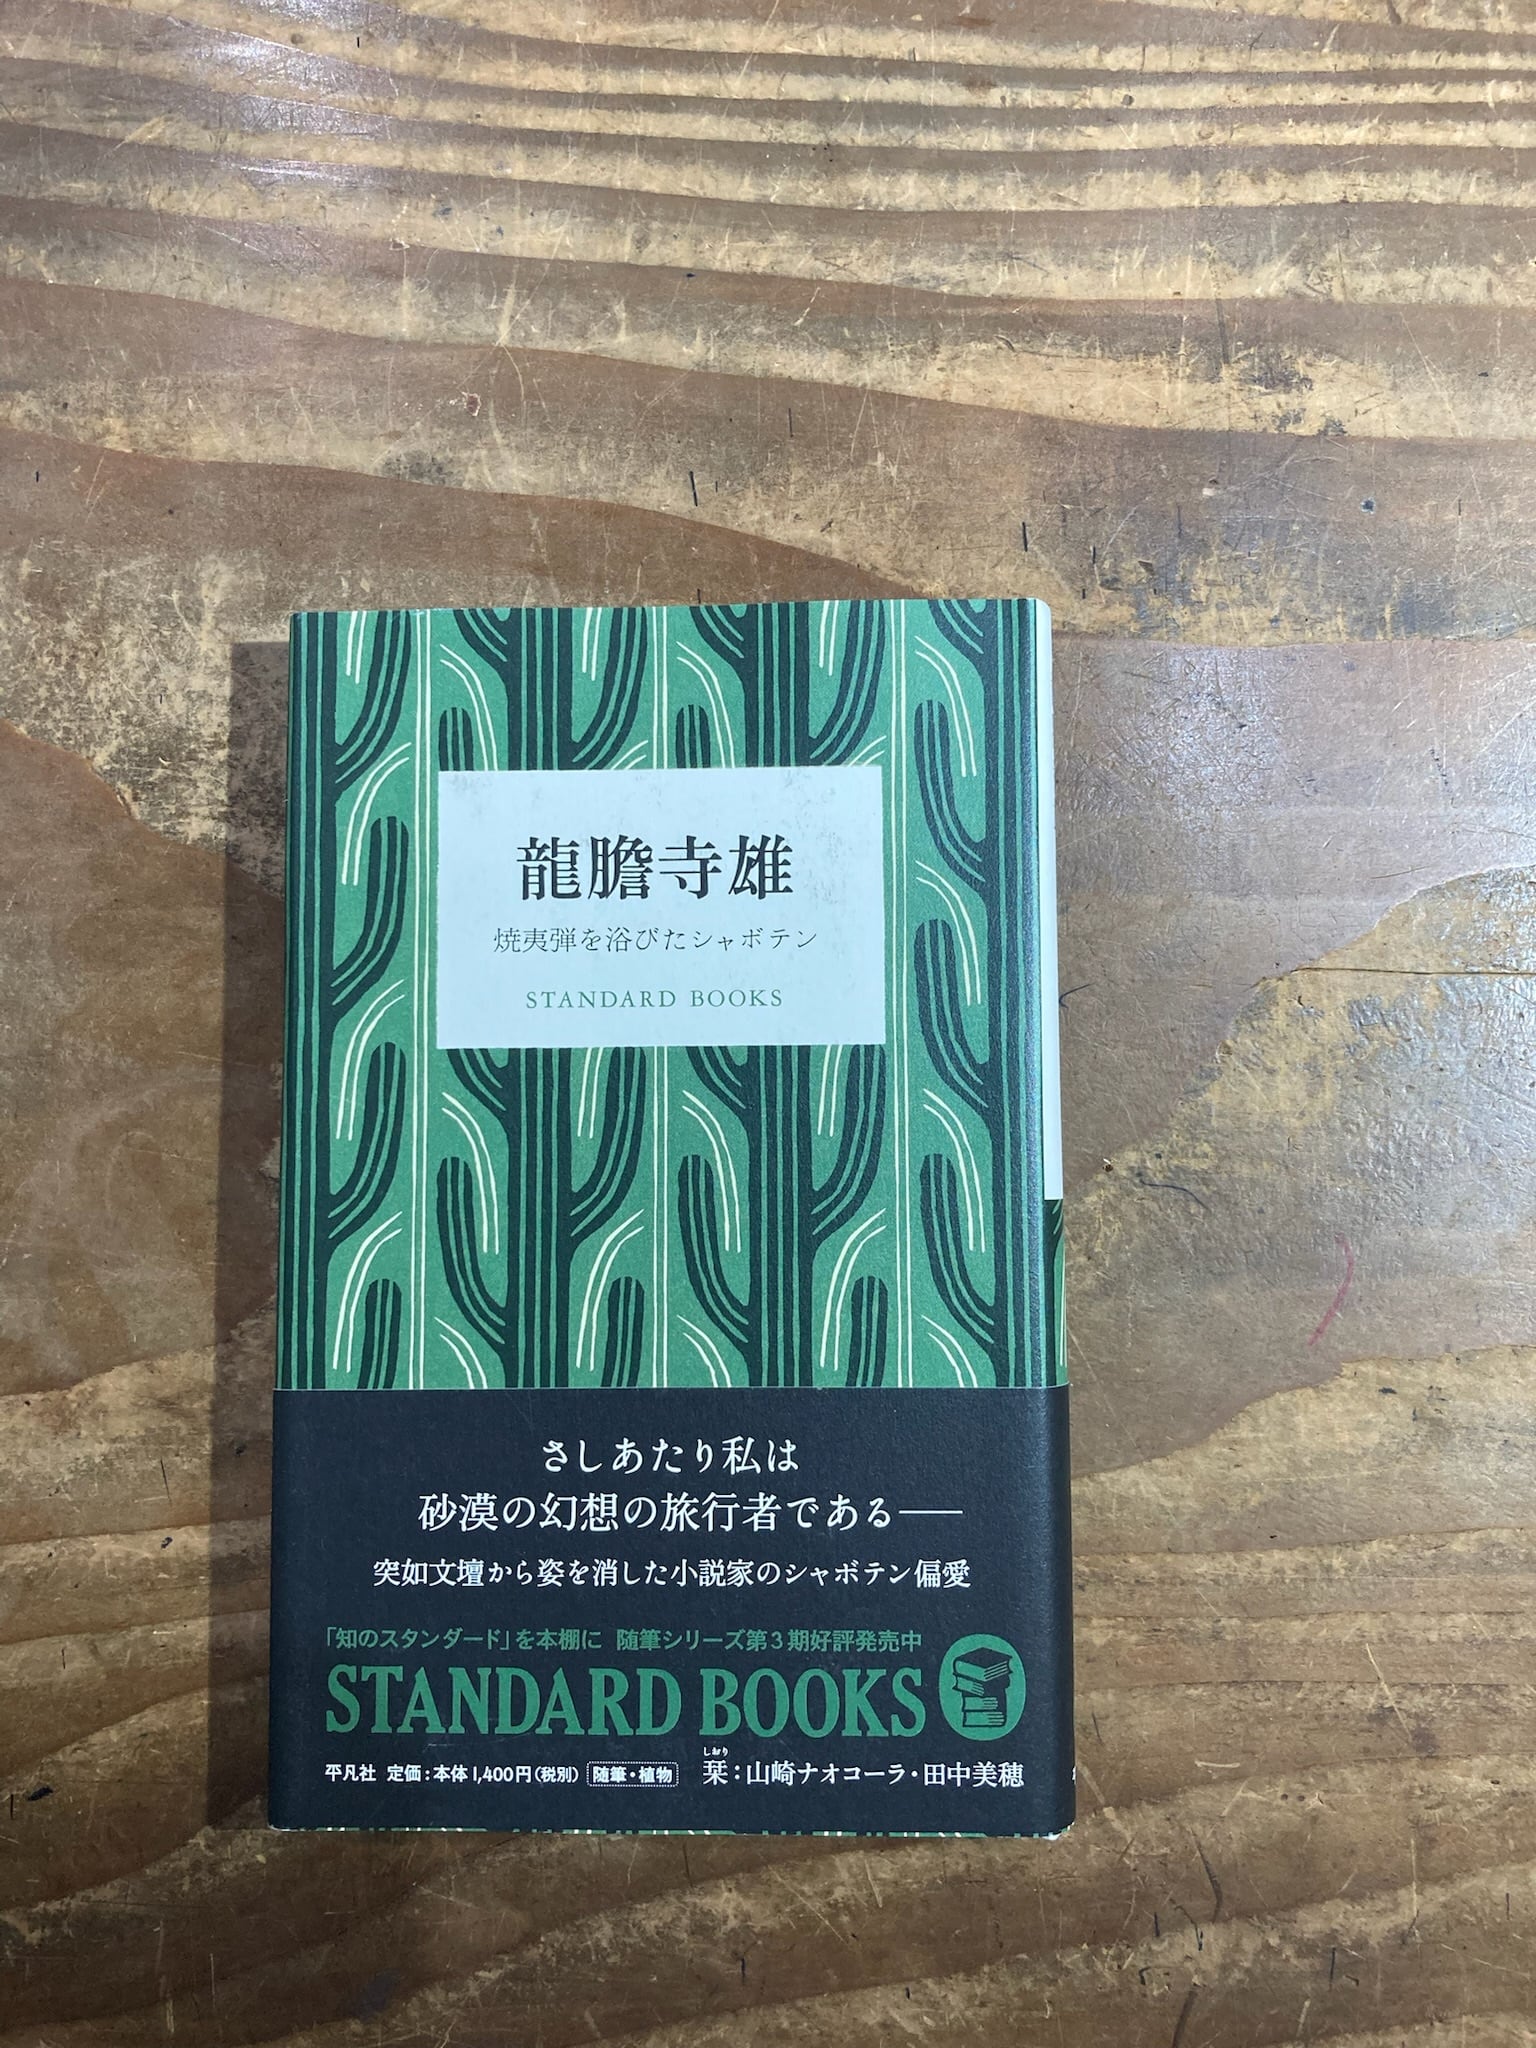 龍膽寺雄
焼夷弾を浴びたシャボテン
STANDARD BOOKS
さしあたり私は
砂漠の幻想の旅行者である——
突如文壇から姿を消した小説家のシャボテン偏愛
「知のスタンダード」を本棚に 随筆シリーズ第3期好評発売中
STANDARD BOOKS
平凡社 定価:本体1,400円(税別) 随筆・植物
しおり
栞:山崎ナオコーラ・田中美穂